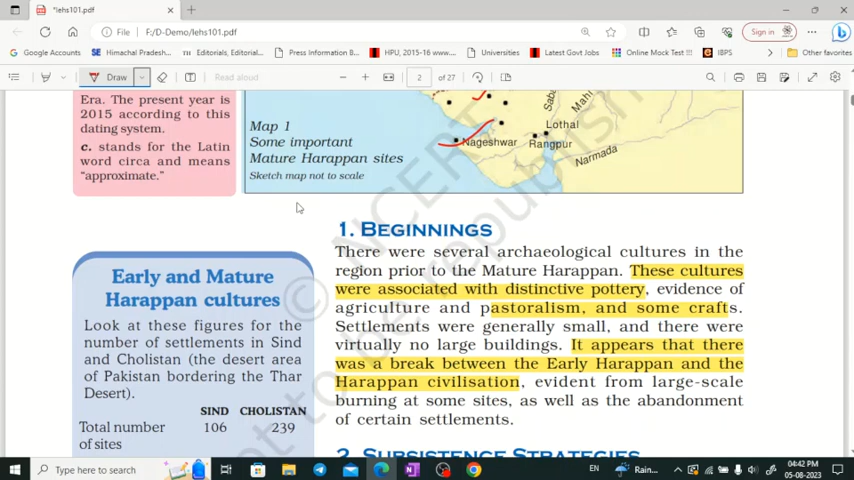 *lehs101.pdf
File
F:/D-Demo/lehs101.pdf
Sign in
Google Accounts
Himachal Pradesh...
Editorials, Editorial...
Press Information B...
HPU, 2015-16 www....
Universities
Latest Govt Jobs
Online Mock Test !!!
IBPS
Other favorites
Draw
Read aloud
2
of 27
Era. The present year is
2015 according to this
dating system.
c. stands for the Latin
word circa and means
“approximate.”
Map 1
Some important
Mature Harappan sites
Sketch map not to scale
Nageshwar
Lothal
Rangpur
Narmada
Mahi
© NCERT
not to be republished
1. BEGINNINGS
There were several archaeological cultures in the
region prior to the Mature Harappan. These cultures
were associated with distinctive pottery, evidence of
agriculture and pastoralism, and some crafts.
Settlements were generally small, and there were
virtually no large buildings. It appears that there
was a break between the Early Harappan and the
Harappan civilisation, evident from large-scale
burning at some sites, as well as the abandonment
of certain settlements.
2. SUBSISTENCE STRATEGIES
Early and Mature
Harappan cultures
Look at these figures for the
number of settlements in Sind
and Cholistan (the desert area
of Pakistan bordering the Thar
Desert).
SIND CHOLISTAN
Total number 106 239
of sites
Type here to search
EN
Rain...
04:42 PM
05-08-2023